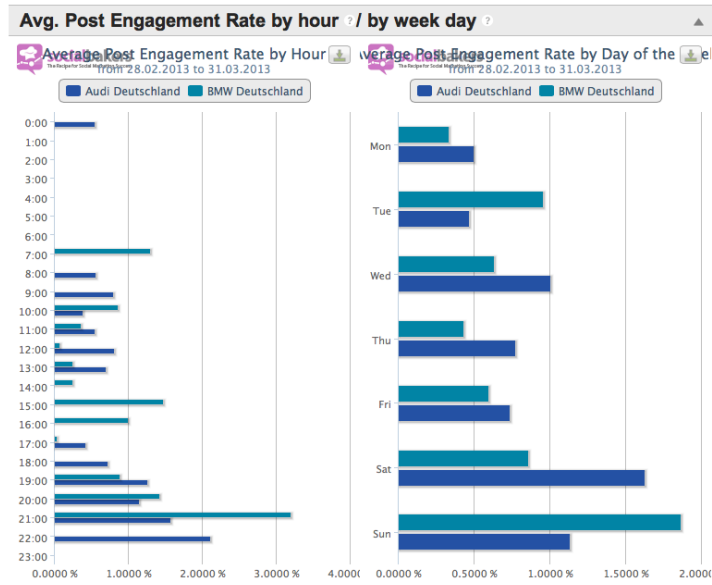 Avg. Post Engagement Rate by hour ? / by week day ?
Average Post Engagement Rate by Hour
from 28.02.2013 to 31.03.2013
Audi Deutschland BMW Deutschland
0:00
1:00
2:00
3:00
4:00
5:00
6:00
7:00
8:00
9:00
10:00
11:00
12:00
13:00
14:00
15:00
16:00
17:00
18:00
19:00
20:00
21:00
22:00
23:00
0.0000 % 1.0000 % 2.0000 % 3.0000 % 4.000
Average Post Engagement Rate by Day of the
from 28.02.2013 to 31.03.2013
Audi Deutschland BMW Deutschland
Mon
Tue
Wed
Thu
Fri
Sat
Sun
0.0000 % 0.5000 % 1.0000 % 1.5000 % 2.000